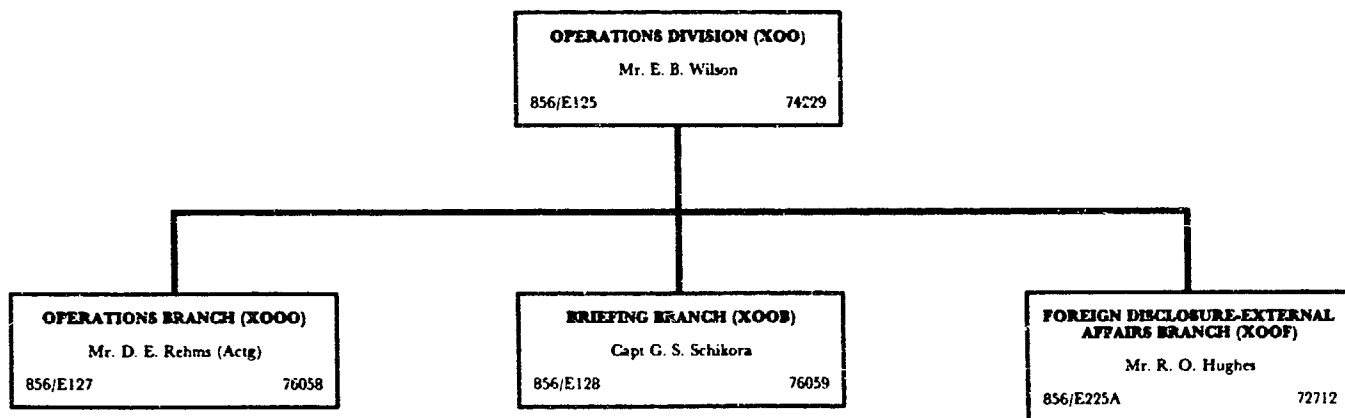 OPERATIONS DIVISION (XOO)
Mr. E. B. Wilson
856/E125 74229
OPERATIONS BRANCH (XOOO)
Mr. D. E. Rehms (Actg)
856/E127 76058
BRIEFING BRANCH (XOOB)
Capt G. S. Schikora
856/E128 76059
FOREIGN DISCLOSURE-EXTERNAL
AFFAIRS BRANCH (XOOF)
Mr. R. O. Hughes
856/E225A 72712